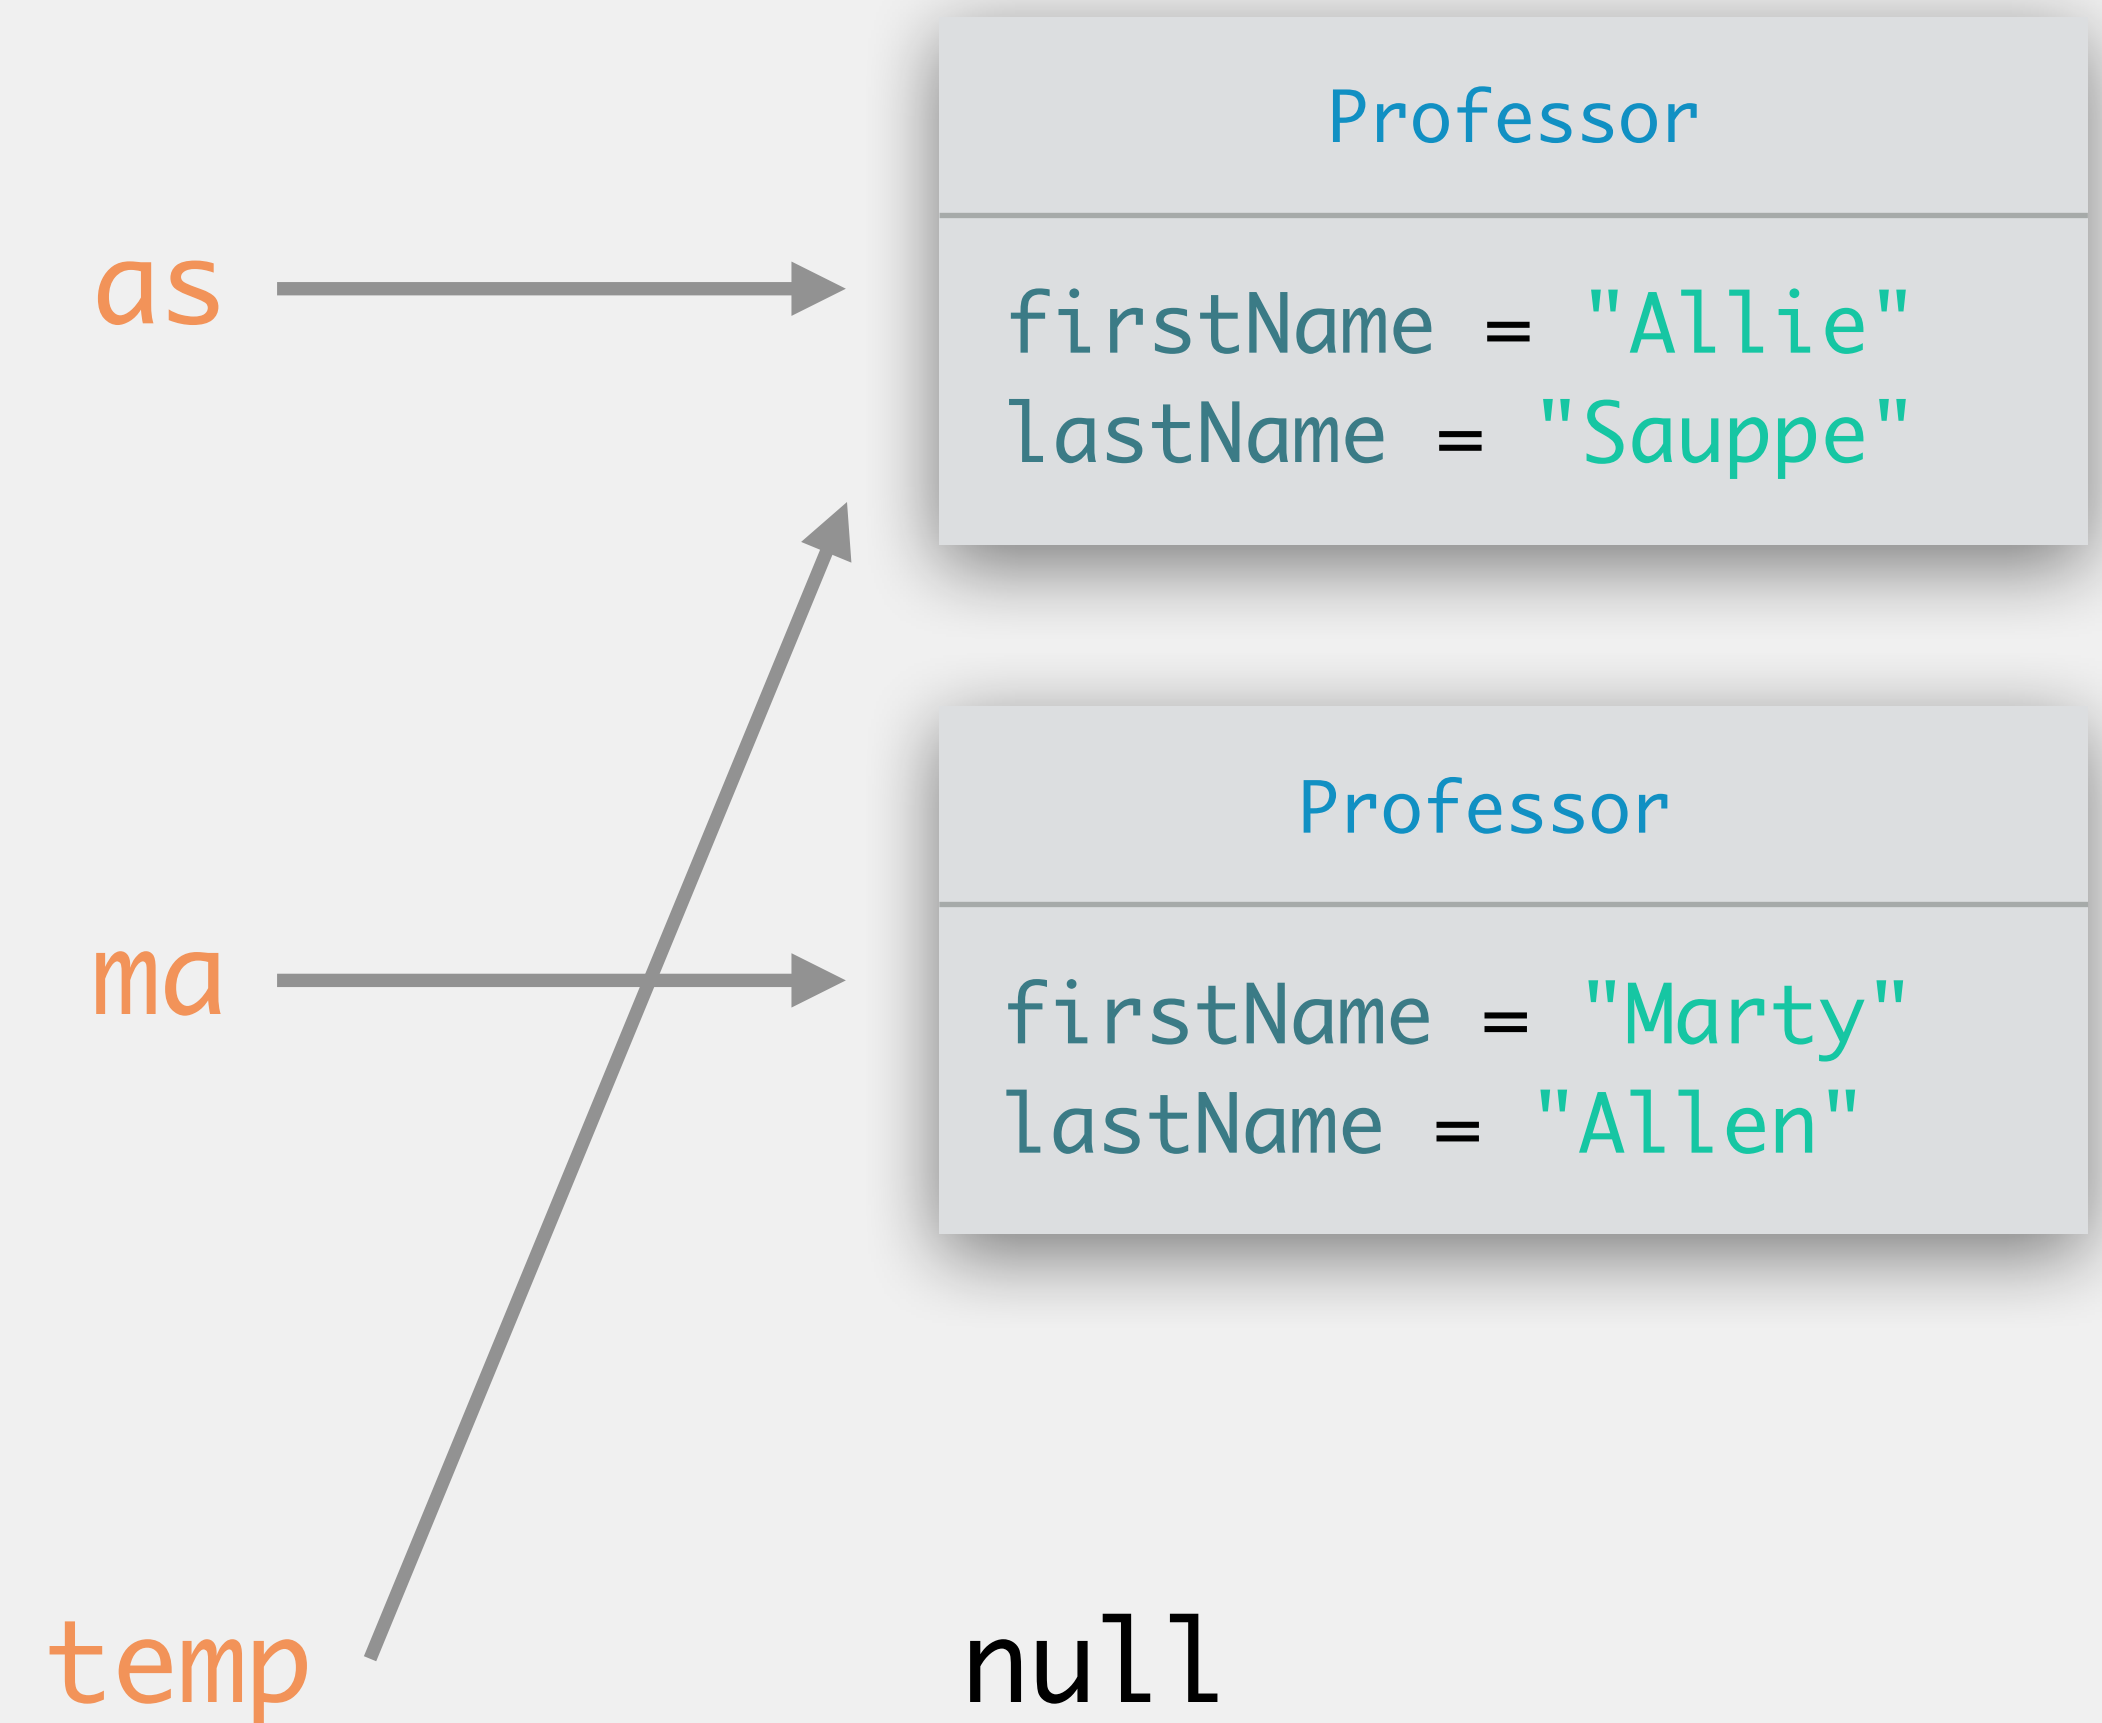 Professor
as
firstName = "Allie"
lastName = "Sauppe"
Professor
ma
firstName = "Marty"
lastName = "Allen"
temp
null